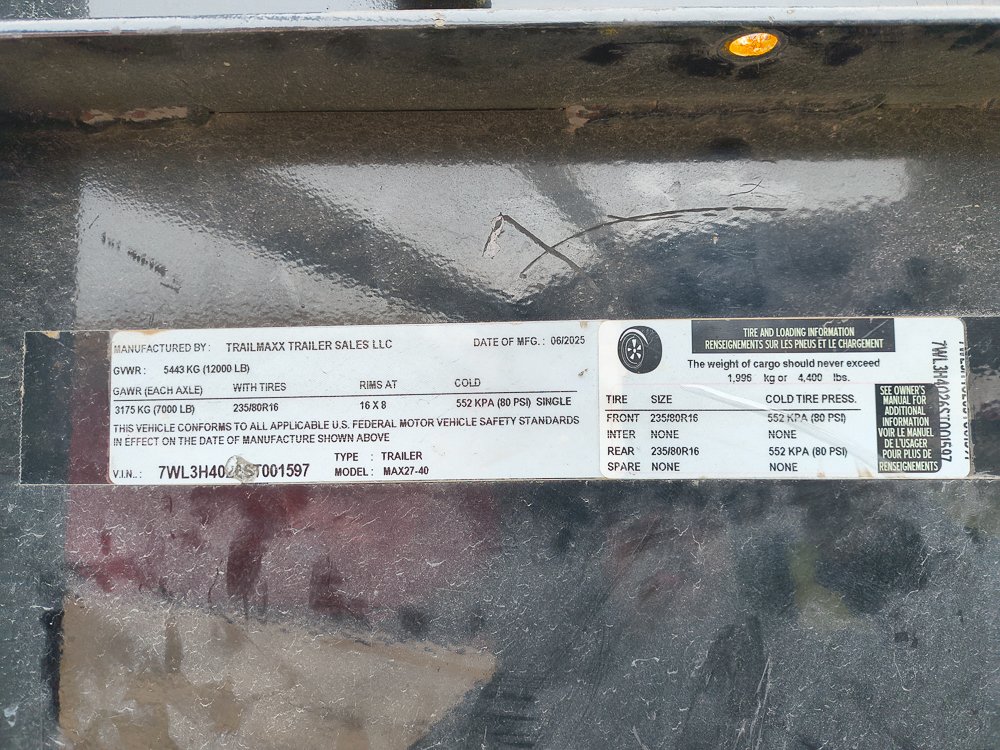 MANUFACTURED BY: TRAILMAXX TRAILER SALES LLC DATE OF MFG.: 06/2025
GVWR: 5443 KG (12000 LB)
GAWR (EACH AXLE) WITH TIRES RIMS AT COLD
3175 KG (7000 LB) 235/80R16 16 X 8 552 KPA (80 PSI) SINGLE
THIS VEHICLE CONFORMS TO ALL APPLICABLE U.S. FEDERAL MOTOR VEHICLE SAFETY STANDARDS
IN EFFECT ON THE DATE OF MANUFACTURE SHOWN ABOVE
TYPE: TRAILER
V.I.N..: 7WL3H4026ST001597 MODEL: MAX27-40
TIRE AND LOADING INFORMATION
RENSEIGNEMENTS SUR LES PNEUS ET LE CHARGEMENT
The weight of cargo should never exceed
1,996 kg or 4,400 lbs.
TIRE SIZE COLD TIRE PRESS.
FRONT 235/80R16 552 KPA (80 PSI)
INTER NONE NONE
REAR 235/80R16 552 KPA (80 PSI)
SPARE NONE NONE
SEE OWNER'S
MANUAL FOR
ADDITIONAL
INFORMATION
VOIR LE MANUEL
DE L'USAGER
POUR PLUS DE
RENSEIGNEMENTS
7WL3H4026ST001597